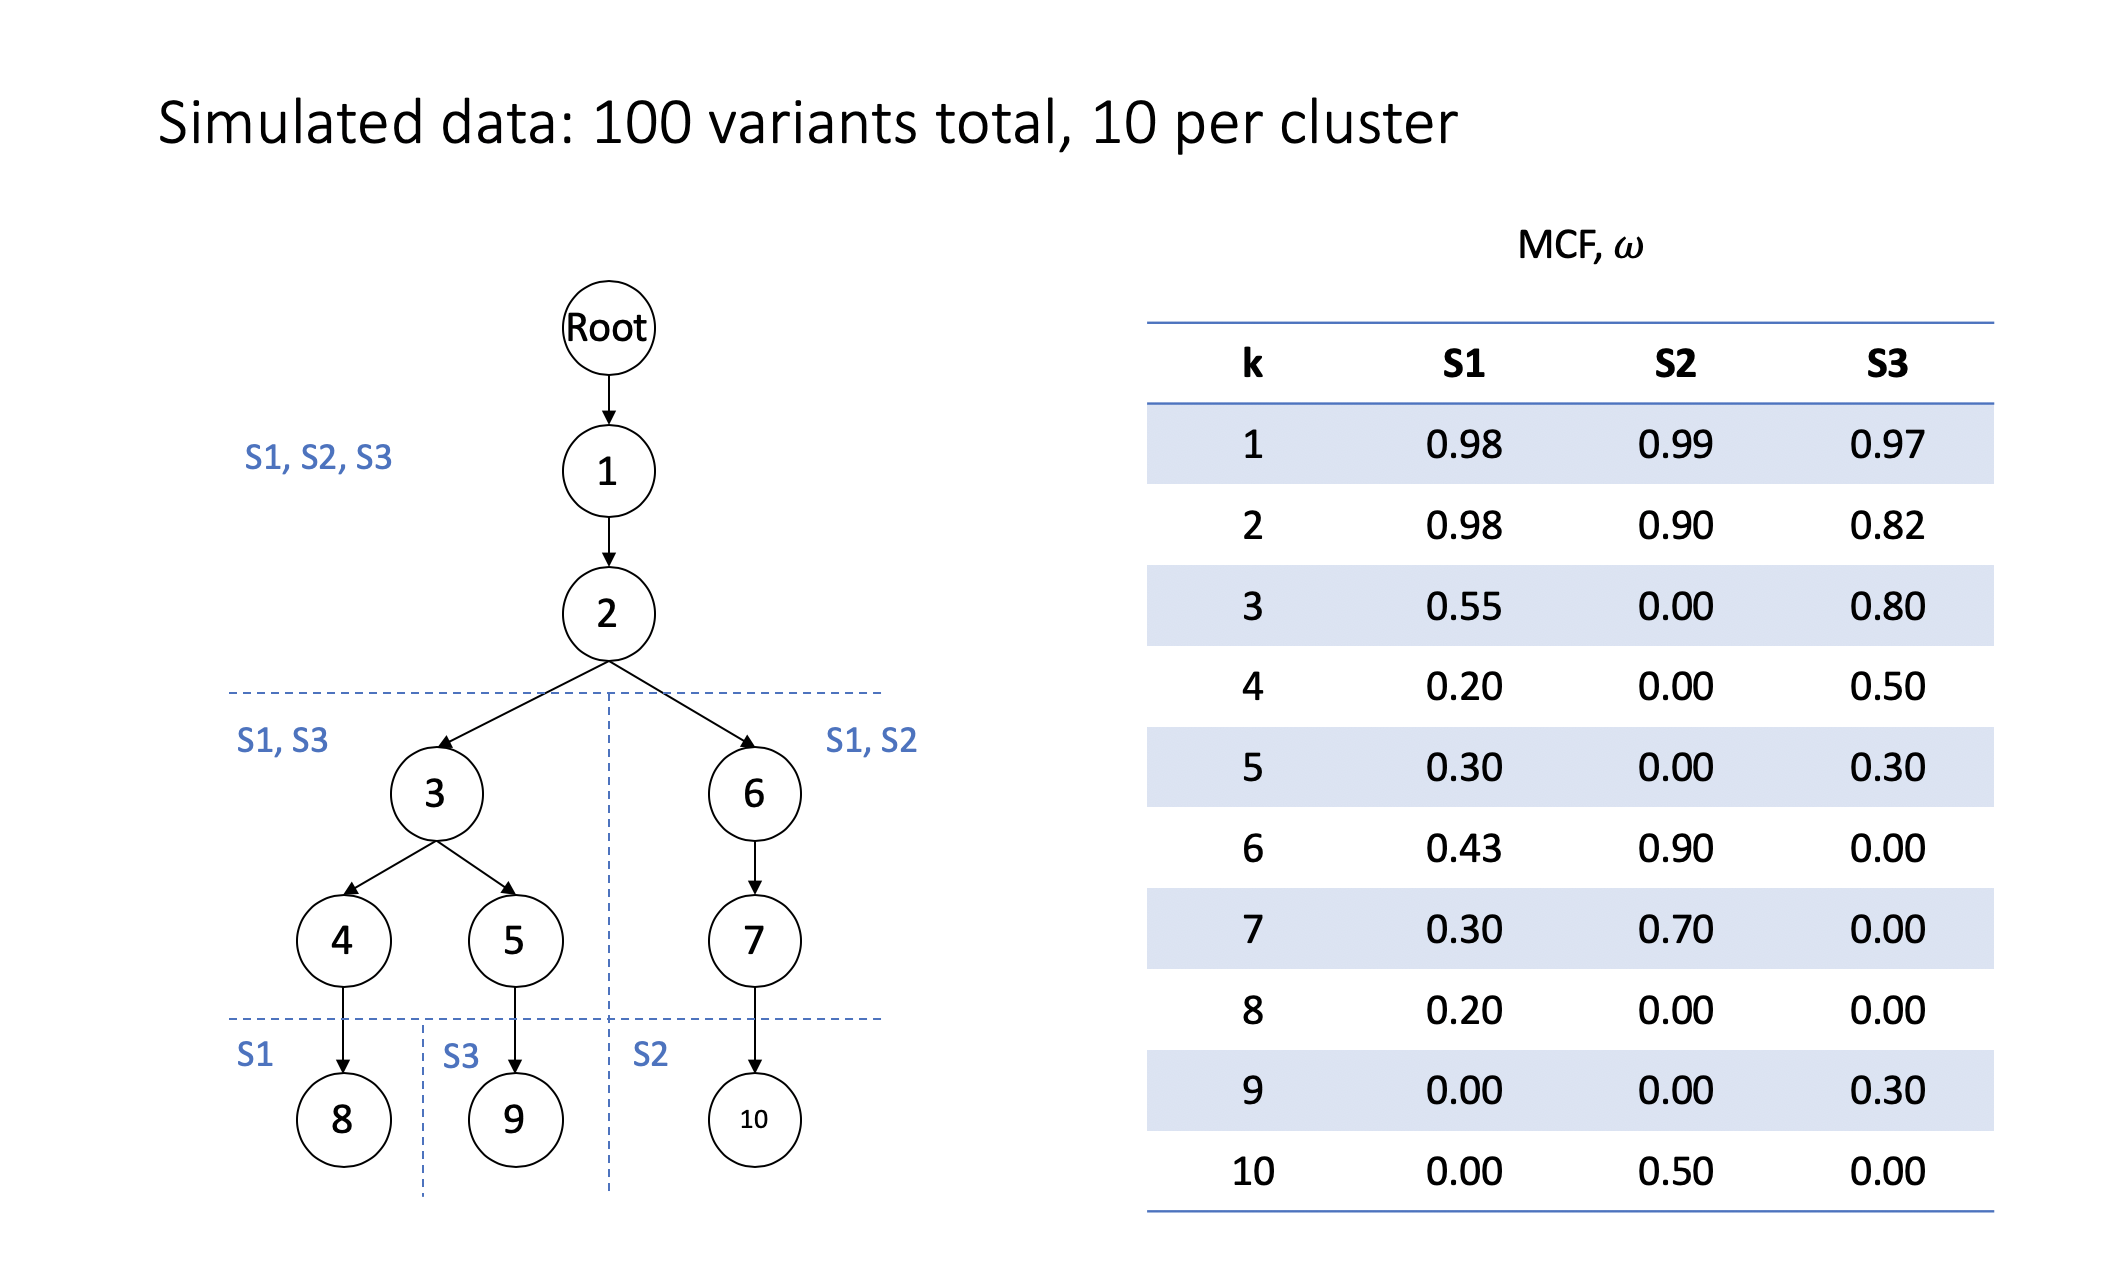 Simulated data: 100 variants total, 10 per cluster
Root
S1, S2, S3
1
2
S1, S3
S1, S2
3
6
4
5
7
S1
S3
S2
8
9
10
MCF, ω
k S1 S2 S3
1 0.98 0.99 0.97
2 0.98 0.90 0.82
3 0.55 0.00 0.80
4 0.20 0.00 0.50
5 0.30 0.00 0.30
6 0.43 0.90 0.00
7 0.30 0.70 0.00
8 0.20 0.00 0.00
9 0.00 0.00 0.30
10 0.00 0.50 0.00